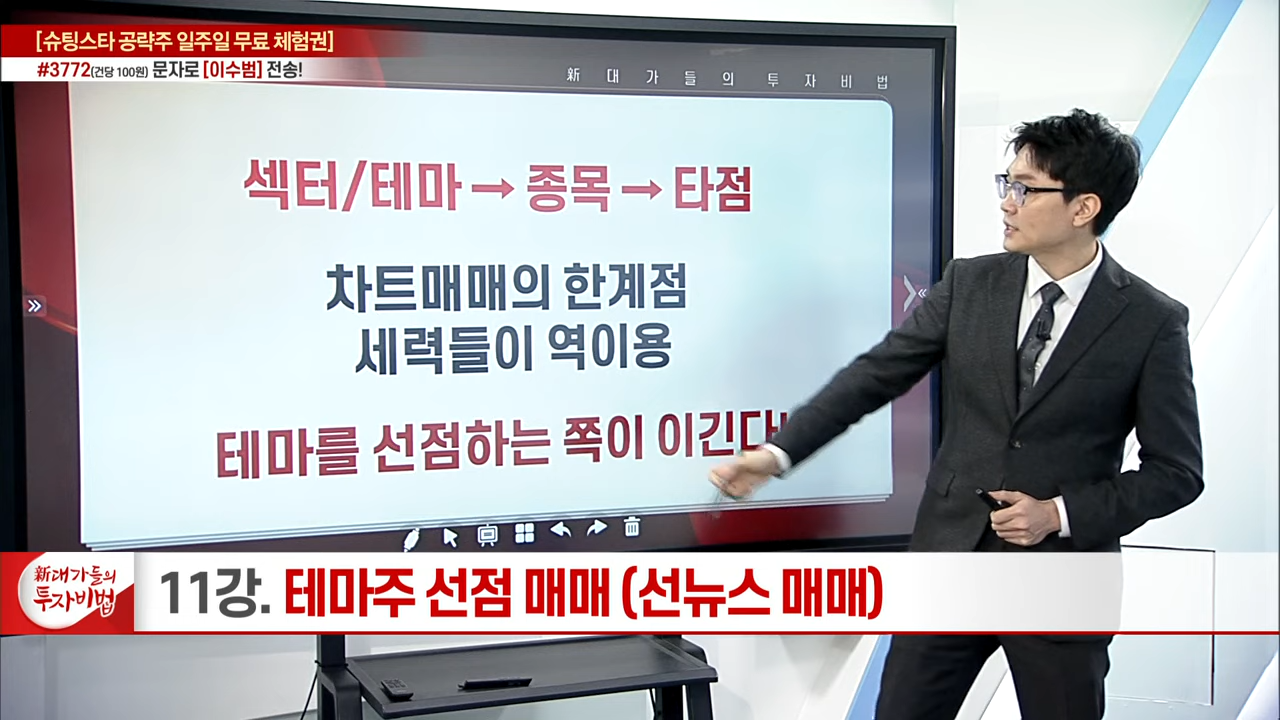 [슈팅스타 공략주 일주일 무료 체험권]
#3772(건당 100원) 문자로 [이수범] 전송!
新 대 가 들 의 투 자 비 법
섹터/테마 → 종목 → 타점
차트매매의 한계점
세력들이 역이용
테마를 선점하는 쪽이 이긴다!
新대가들의
투자비법
11강. 테마주 선점 매매 (선뉴스 매매)